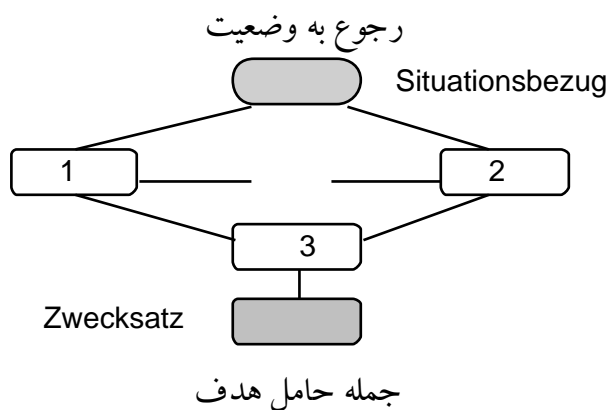 رجوع به وضعیت
Situationsbezug
1
2
3
Zwecksatz
جمله حامل هدف